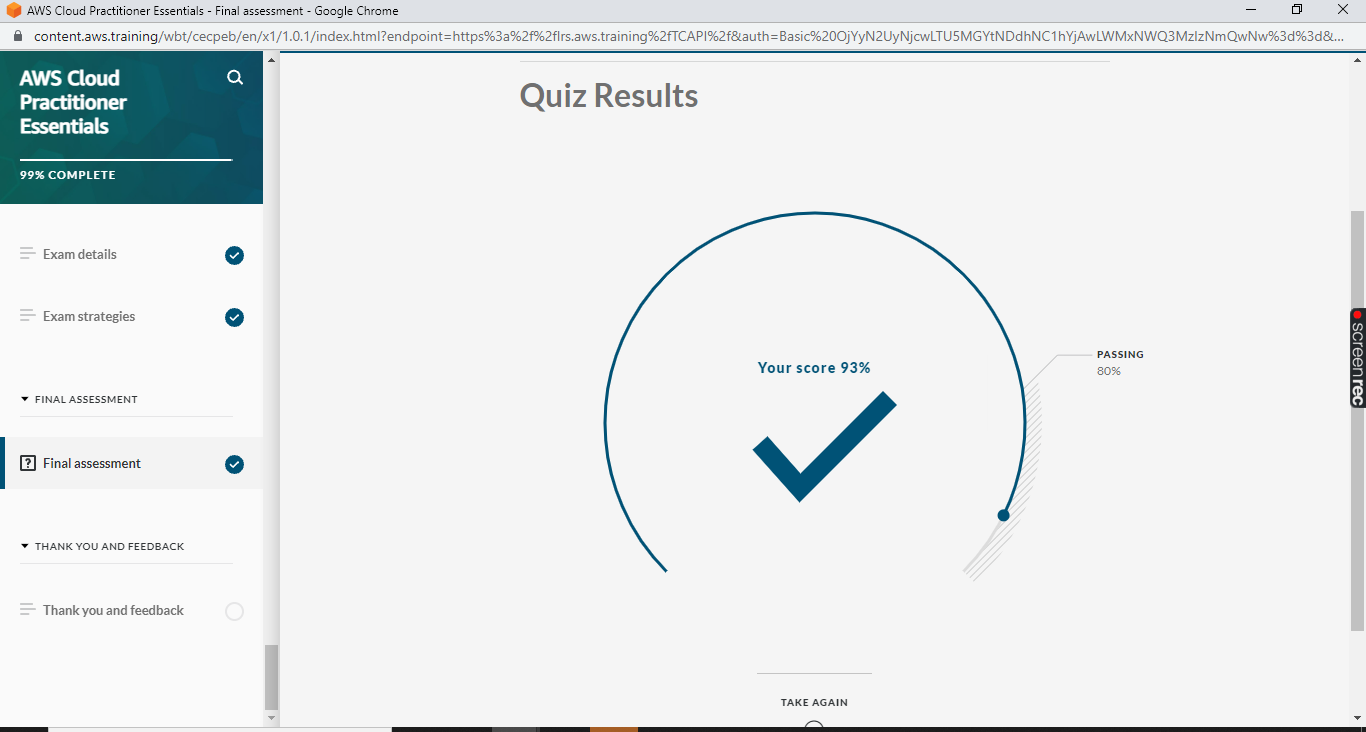 AWS Cloud Practitioner Essentials - Final assessment - Google Chrome
content.aws.training/wbt/cecpeb/en/x1/1.0.1/index.html?endpoint=https%3a%2f%2flrs.aws.training%2fTCAPI%2f&auth=Basic%20OjYyN2UyNjcwLTU5MGYtNDdhNC1hYjAwLWMxNWQ3MzIzNmQwNw%3d%3d&...
AWS Cloud
Practitioner
Essentials
99% COMPLETE
Exam details
Exam strategies
FINAL ASSESSMENT
Final assessment
THANK YOU AND FEEDBACK
Thank you and feedback
Quiz Results
Your score 93%
PASSING
80%
TAKE AGAIN
screenrec